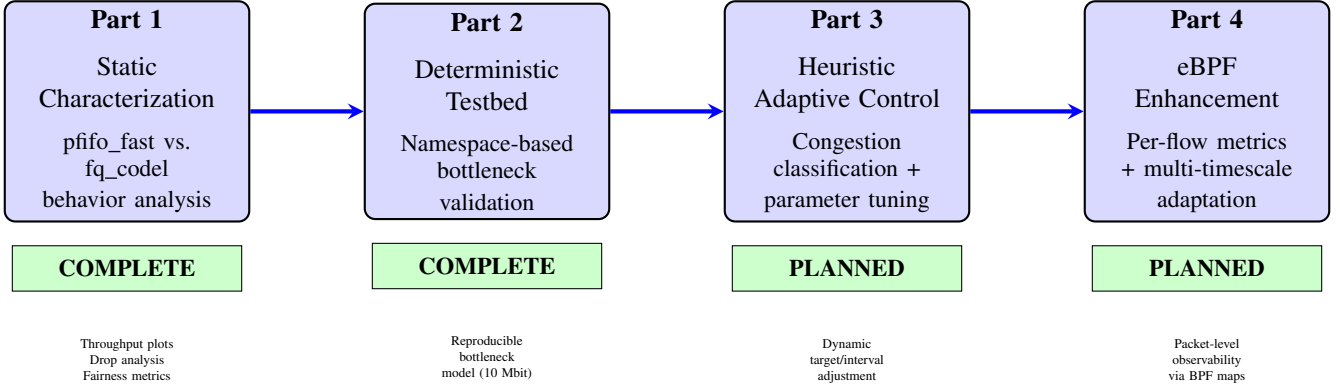 Part 1
Static
Characterization
pfifo_fast vs.
fq_codel
behavior analysis
COMPLETE
Throughput plots
Drop analysis
Fairness metrics
Part 2
Deterministic
Testbed
Namespace-based
bottleneck
validation
COMPLETE
Reproducible
bottleneck
model (10 Mbit)
Part 3
Heuristic
Adaptive Control
Congestion
classification +
parameter tuning
PLANNED
Dynamic
target/interval
adjustment
Part 4
eBPF
Enhancement
Per-flow metrics
+ multi-timescale
adaptation
PLANNED
Packet-level
observability
via BPF maps